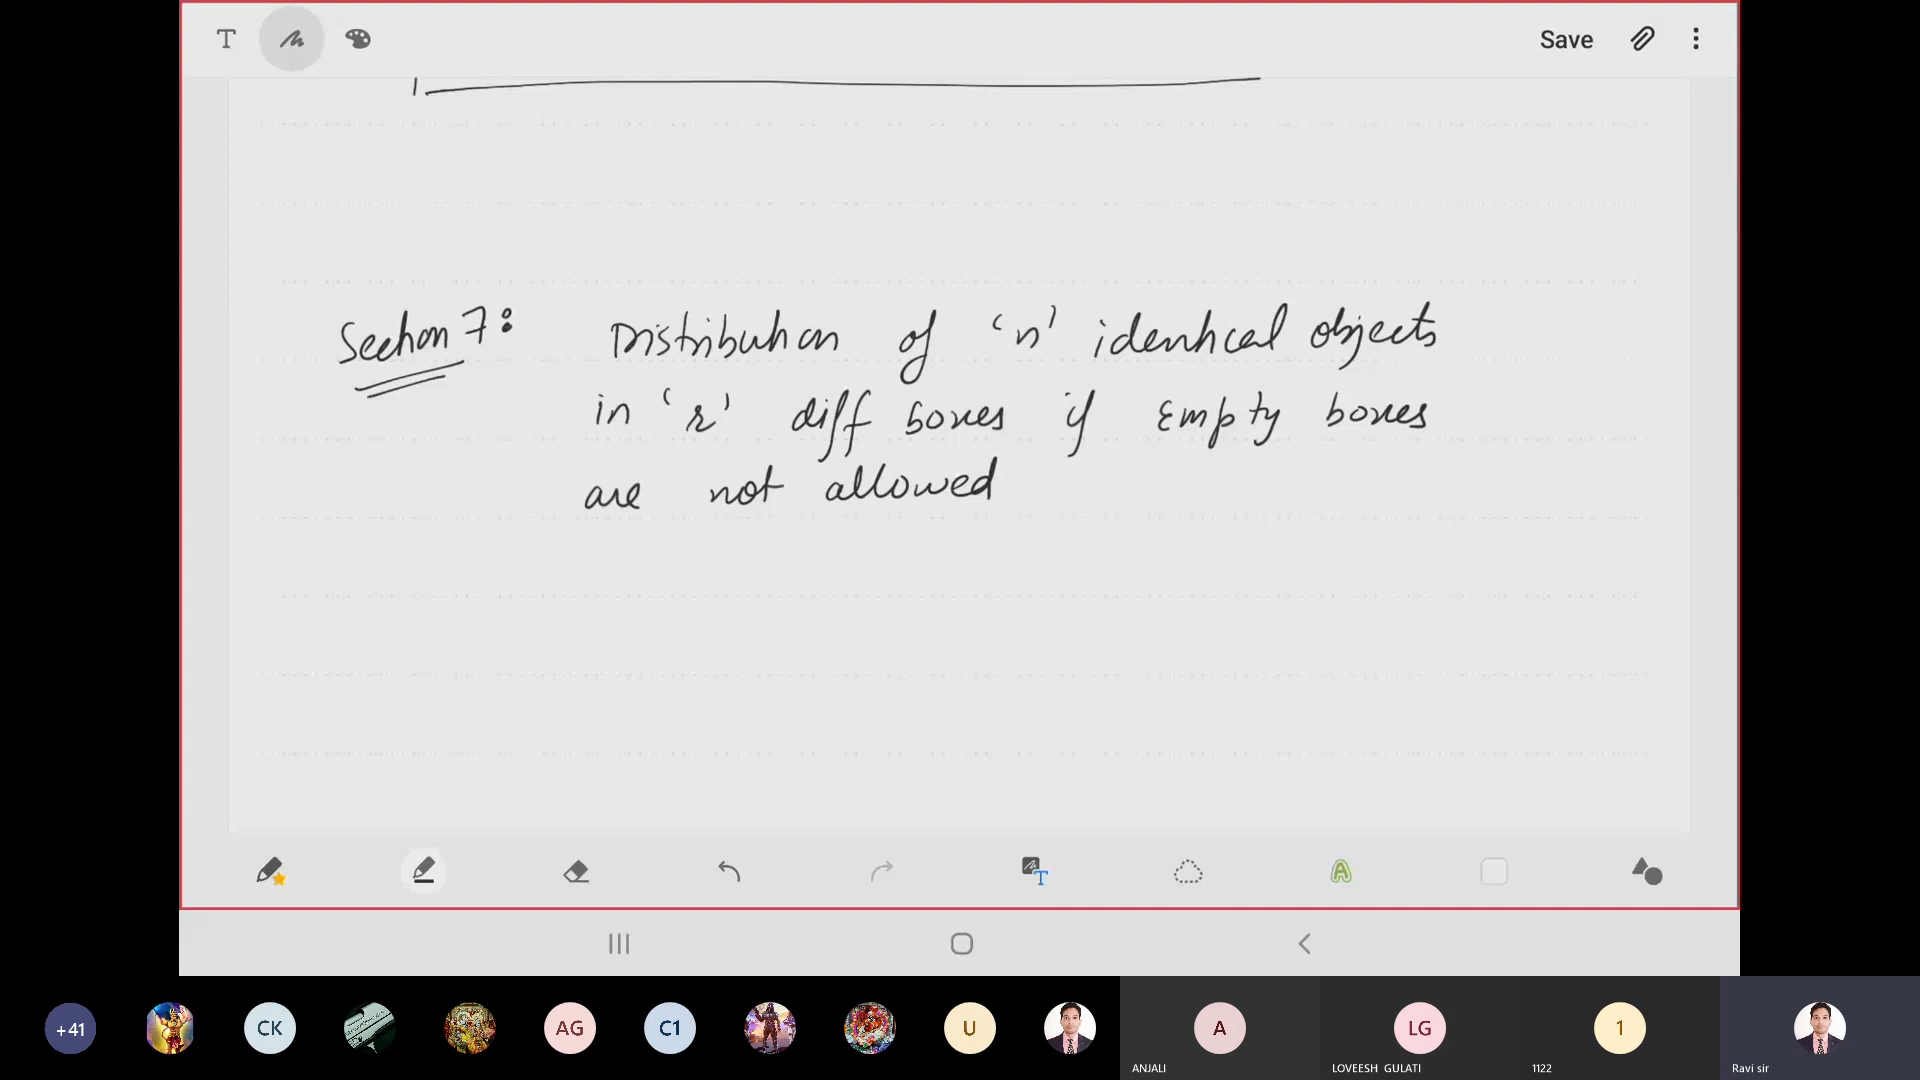 T
Save
Section 7: Distribution of 'n' identical objects
in 'r' diff boxes if Empty boxes
are not allowed
T
A
+41
CK
AG
C1
U
A
LG
1
ANJALI
LOVEESH GULATI
1122
Ravi sir